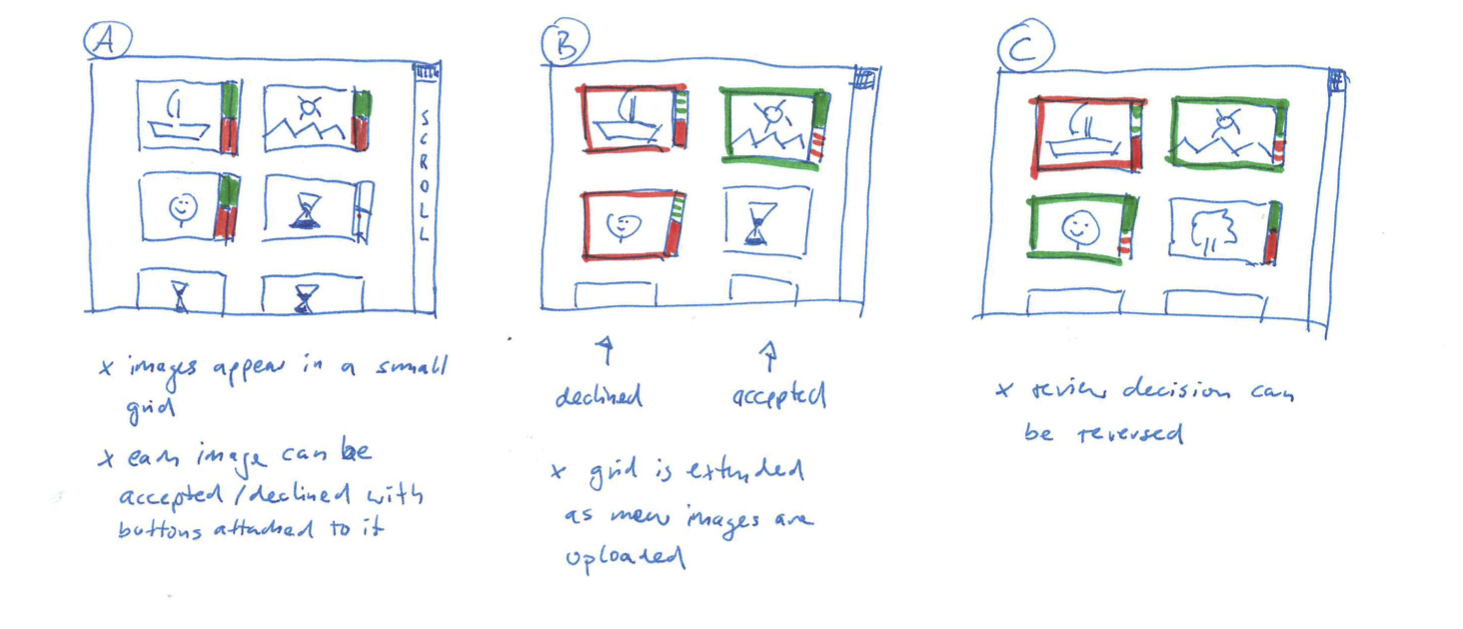 A
SCROLL
x images appear in a small
grid
x each image can be
accepted/declined with
buttons attached to it
B
declined
accepted
x grid is extended
as new images are
uploaded
C
x review decision can
be reversed